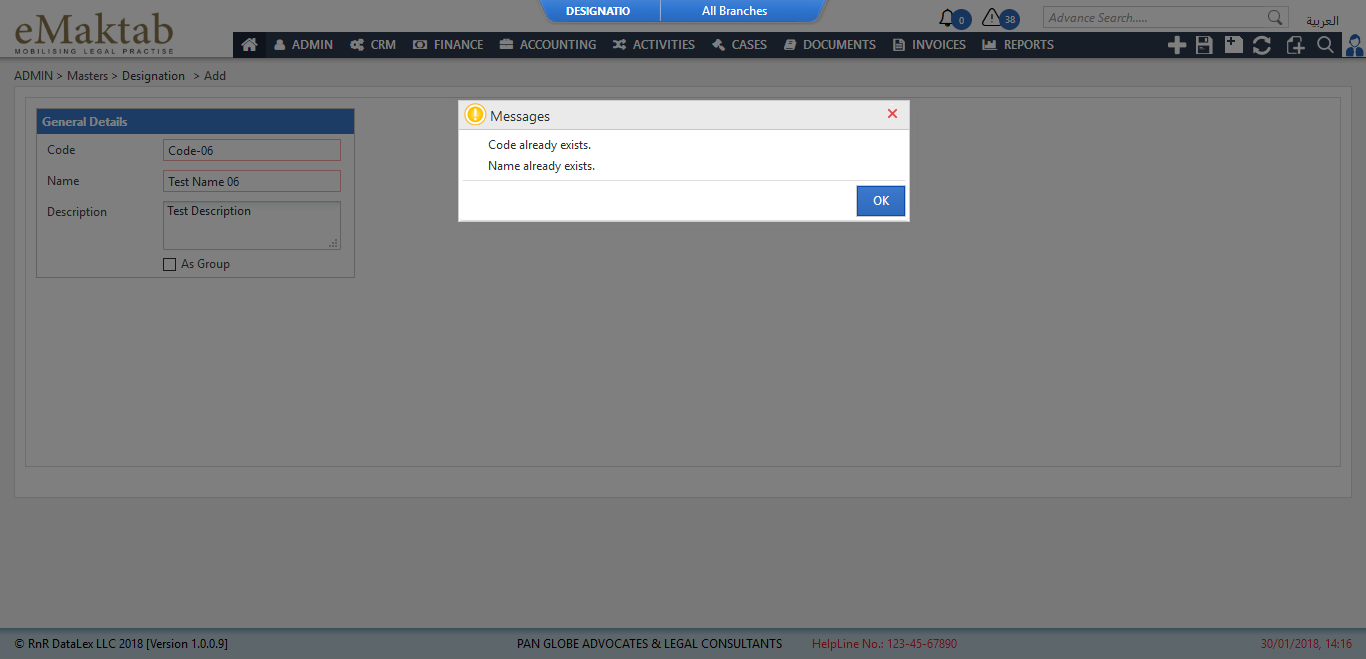 DESIGNATIO All Branches
eMaktab
MOBILISING LEGAL PRACTISE
0 38 Advance Search..... العربية
ADMIN CRM FINANCE ACCOUNTING ACTIVITIES CASES DOCUMENTS INVOICES REPORTS
ADMIN > Masters > Designation > Add
Messages
Code already exists.
Name already exists.
OK
General Details
Code Code-06
Name Test Name 06
Description Test Description
As Group
© RnR DataLex LLC 2018 [Version 1.0.0.9] PAN GLOBE ADVOCATES & LEGAL CONSULTANTS HelpLine No.: 123-45-67890 30/01/2018, 14:16